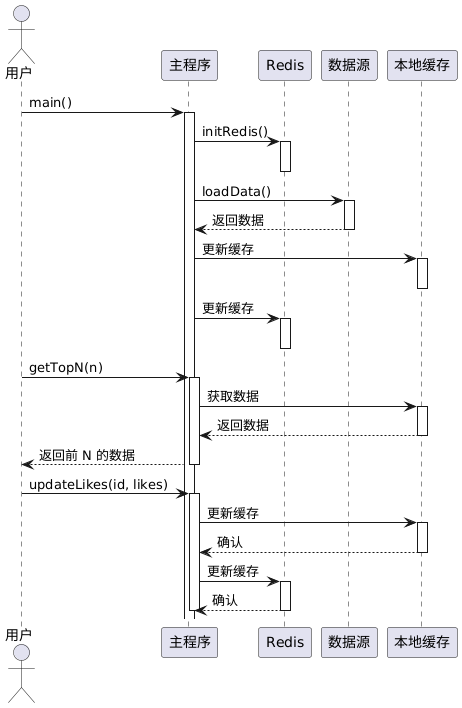 用户
主程序
Redis
数据源
本地缓存
main()
initRedis()
loadData()
返回数据
更新缓存
更新缓存
getTopN(n)
获取数据
返回数据
返回前 N 的数据
updateLikes(id, likes)
更新缓存
确认
更新缓存
确认
用户
主程序
Redis
数据源
本地缓存